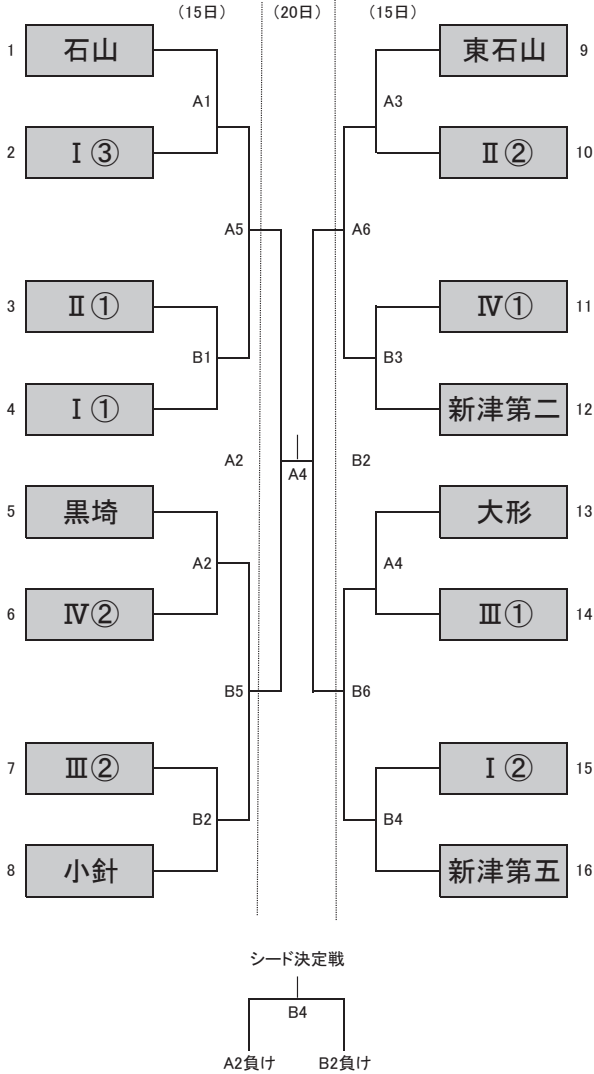 （15日） （20日） （15日）
1 石山 東石山 9
A1 A3
2 Ⅰ③ Ⅱ② 10
A5 A6
3 Ⅱ① Ⅳ① 11
B1 B3
4 Ⅰ① 新津第二 12
A2 A4 B2
5 黒埼 大形 13
A2 A4
6 Ⅳ② Ⅲ① 14
B5 B6
7 Ⅲ② Ⅰ② 15
B2 B4
8 小針 新津第五 16
シード決定戦
B4
A2負け B2負け